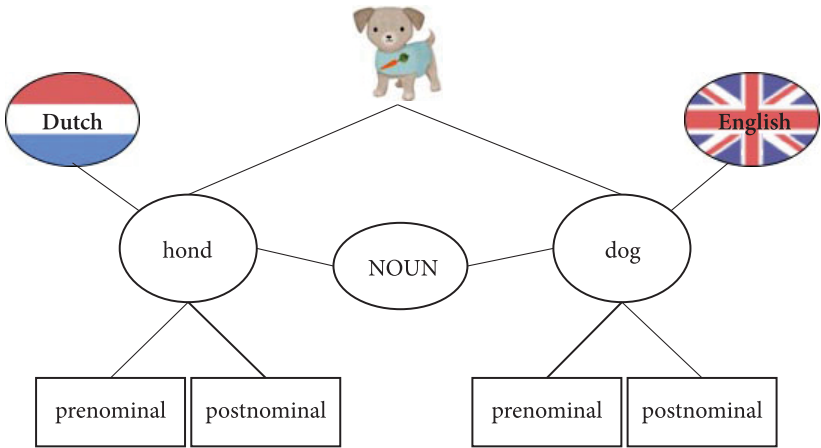 Dutch
English
hond
NOUN
dog
prenominal
postnominal
prenominal
postnominal